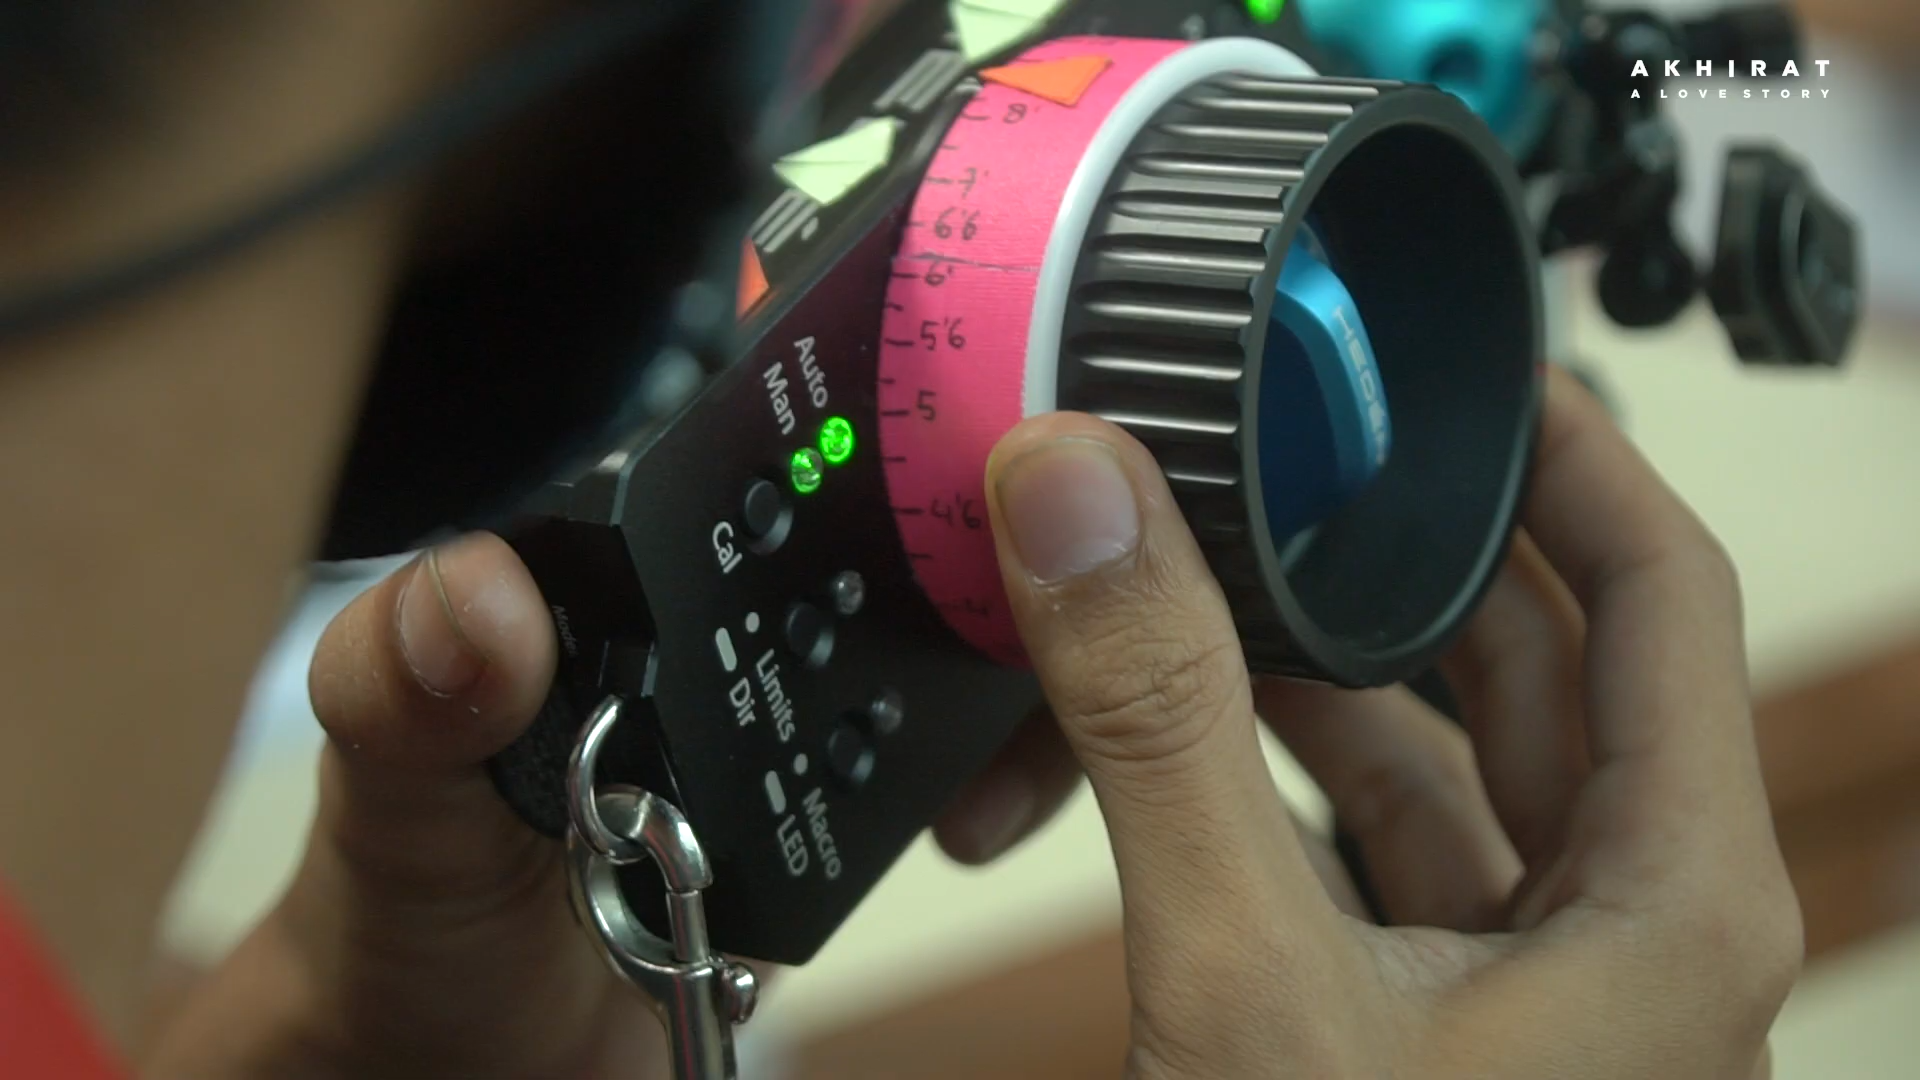 AKHIRAT
A LOVE STORY
8'
7'
6'6
6'
5'6
5
4'6
HEDEN
Auto
Man
Cal
Limits
Dir
Macro
LED